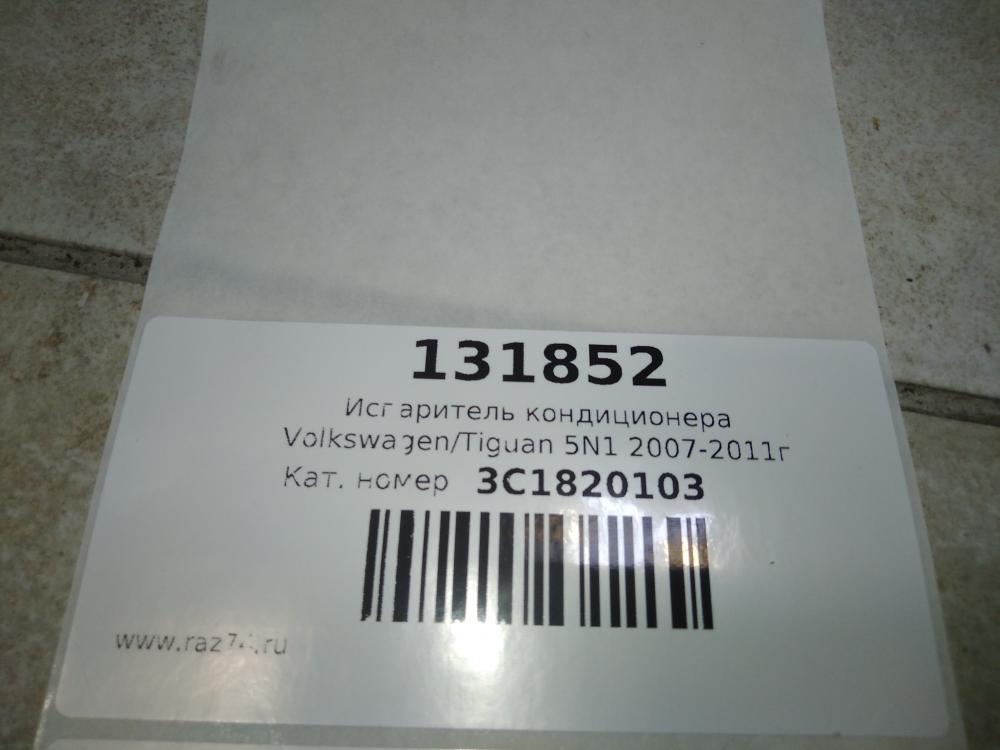 131852
Испаритель кондиционера
Volkswagen/Tiguan 5N1 2007-2011г
Кат. номер 3C1820103